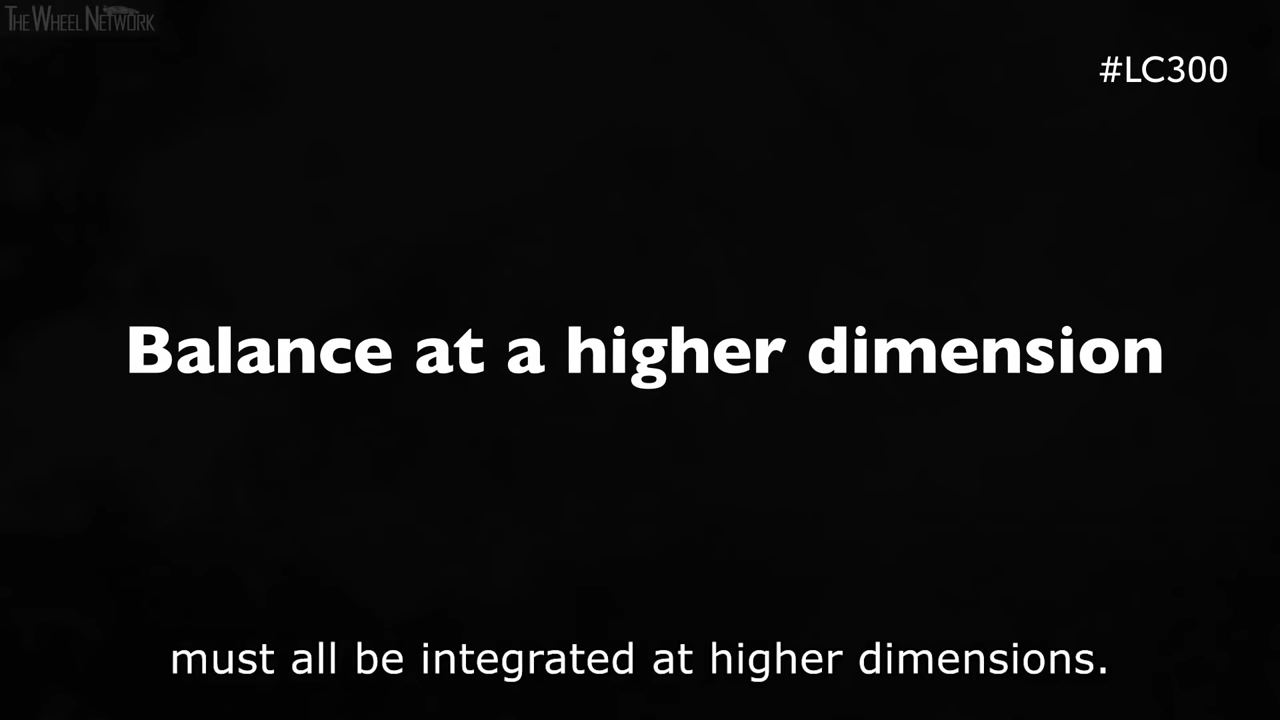 THE WHEEL NETWORK
#LC300
Balance at a higher dimension
must all be integrated at higher dimensions.